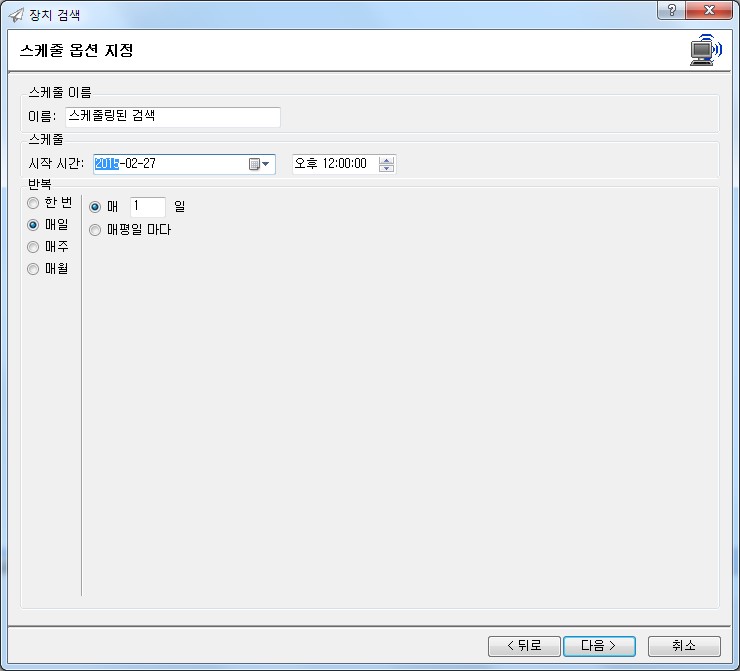 장치 검색
스케줄 옵션 지정
스케줄 이름
이름: 스케줄링된 검색
스케줄
시작 시간: 2015-02-27 오후 12:00:00
반복
한 번
매일
매주
매월
매 1 일
매평일 마다
< 뒤로 다음 > 취소